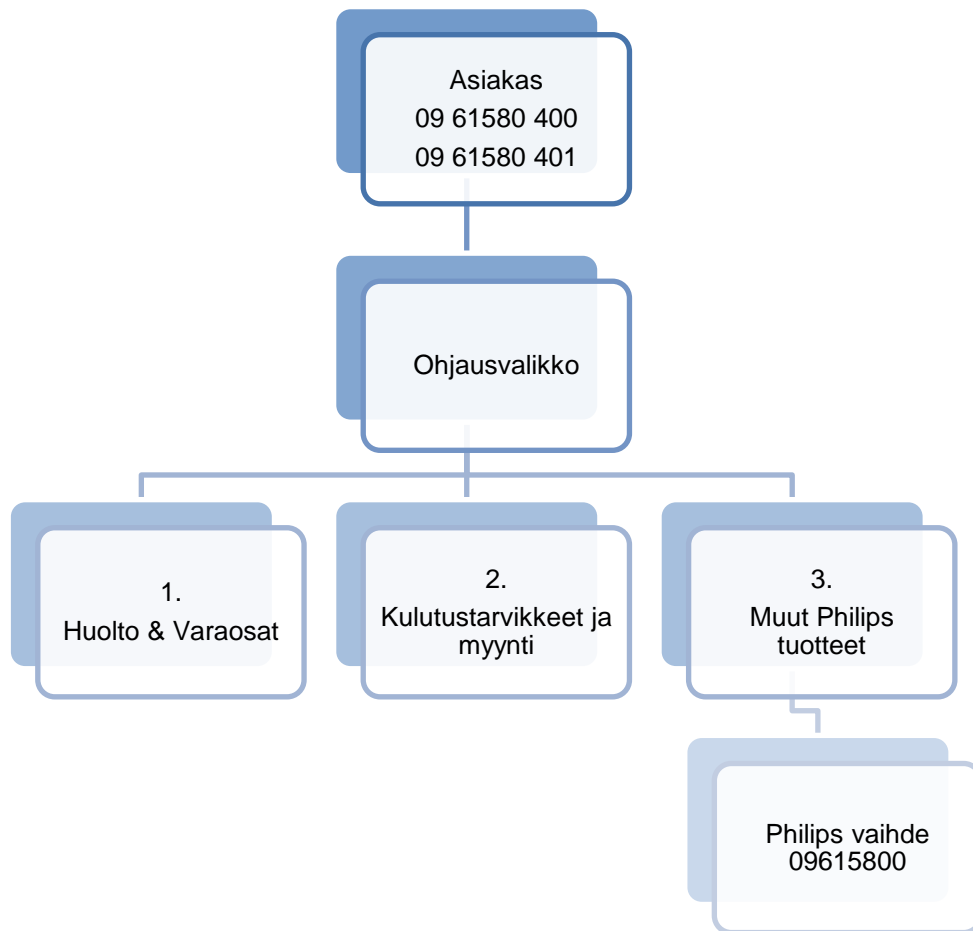 Asiakas
09 61580 400
09 61580 401
Ohjausvalikko
1.
Huolto & Varaosat
2.
Kulutustarvikkeet ja
myynti
3.
Muut Philips
tuotteet
Philips vaihde
09615800